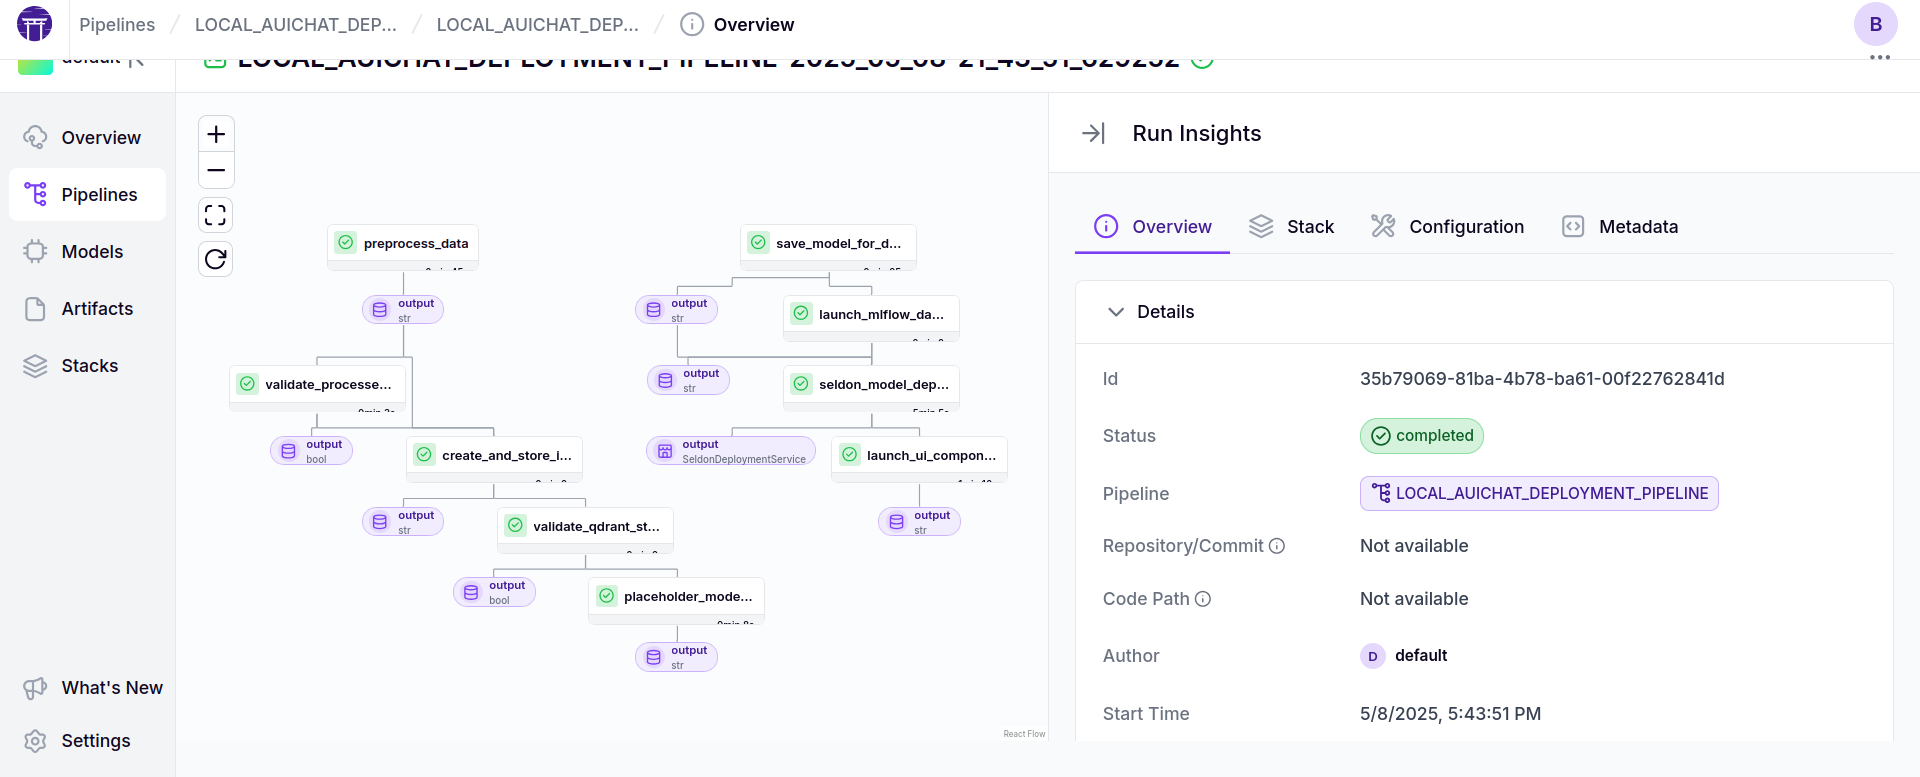 Pipelines / LOCAL_AUICHAT_DEP... / LOCAL_AUICHAT_DEP... / Overview
B
default
LOCAL_AUICHAT_DEPLOYMENT_PIPELINE
Overview
Pipelines
Models
Artifacts
Stacks
What's New
Settings
preprocess_data
output
str
validate_processe...
output
bool
create_and_store_i...
output
str
validate_qdrant_st...
output
bool
placeholder_mode...
output
str
save_model_for_d...
output
str
launch_mlflow_da...
output
str
seldon_model_dep...
output
SeldonDeploymentService
launch_ui_compon...
output
str
React Flow
Run Insights
Overview
Stack
Configuration
Metadata
Details
Id 35b79069-81ba-4b78-ba61-00f22762841d
Status completed
Pipeline LOCAL_AUICHAT_DEPLOYMENT_PIPELINE
Repository/Commit Not available
Code Path Not available
Author D default
Start Time 5/8/2025, 5:43:51 PM